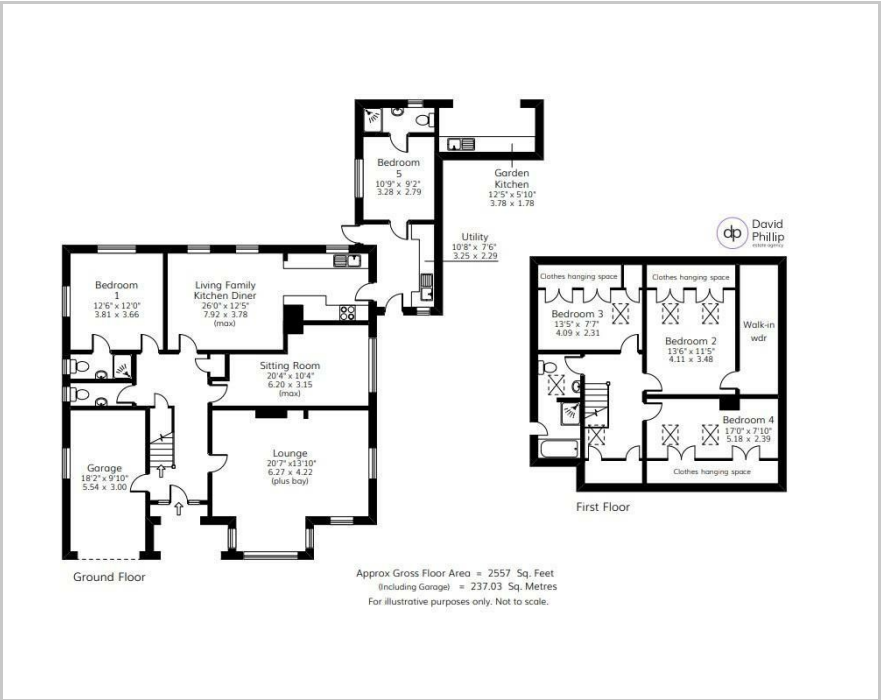 Bedroom
5
10'9" x 9'2"
3.28 x 2.79
Garden
Kitchen
12'5" x 5'10"
3.78 x 1.78
Utility
10'8" x 7'6"
3.25 x 2.29
Bedroom
1
12'6" x 12'0"
3.81 x 3.66
Living Family
Kitchen Diner
26'0" x 12'5"
7.92 x 3.78
(max)
Sitting Room
20'4" x 10'4"
6.20 x 3.15
(max)
Lounge
20'7" x13'10"
6.27 x 4.22
(plus bay)
Garage
18'2" x 9'10"
5.54 x 3.00
Ground Floor
dp
David
Phillip
estate agency
Clothes hanging space
Clothes hanging space
Bedroom 3
13'5" x 7'7"
4.09 x 2.31
Bedroom 2
13'6" x 11'5"
4.11 x 3.48
Walk-in
wdr
Bedroom 4
17'0" x 7'10"
5.18 x 2.39
Clothes hanging space
First Floor
Approx Gross Floor Area = 2557 Sq. Feet
(Including Garage) = 237.03 Sq. Metres
For illustrative purposes only. Not to scale.